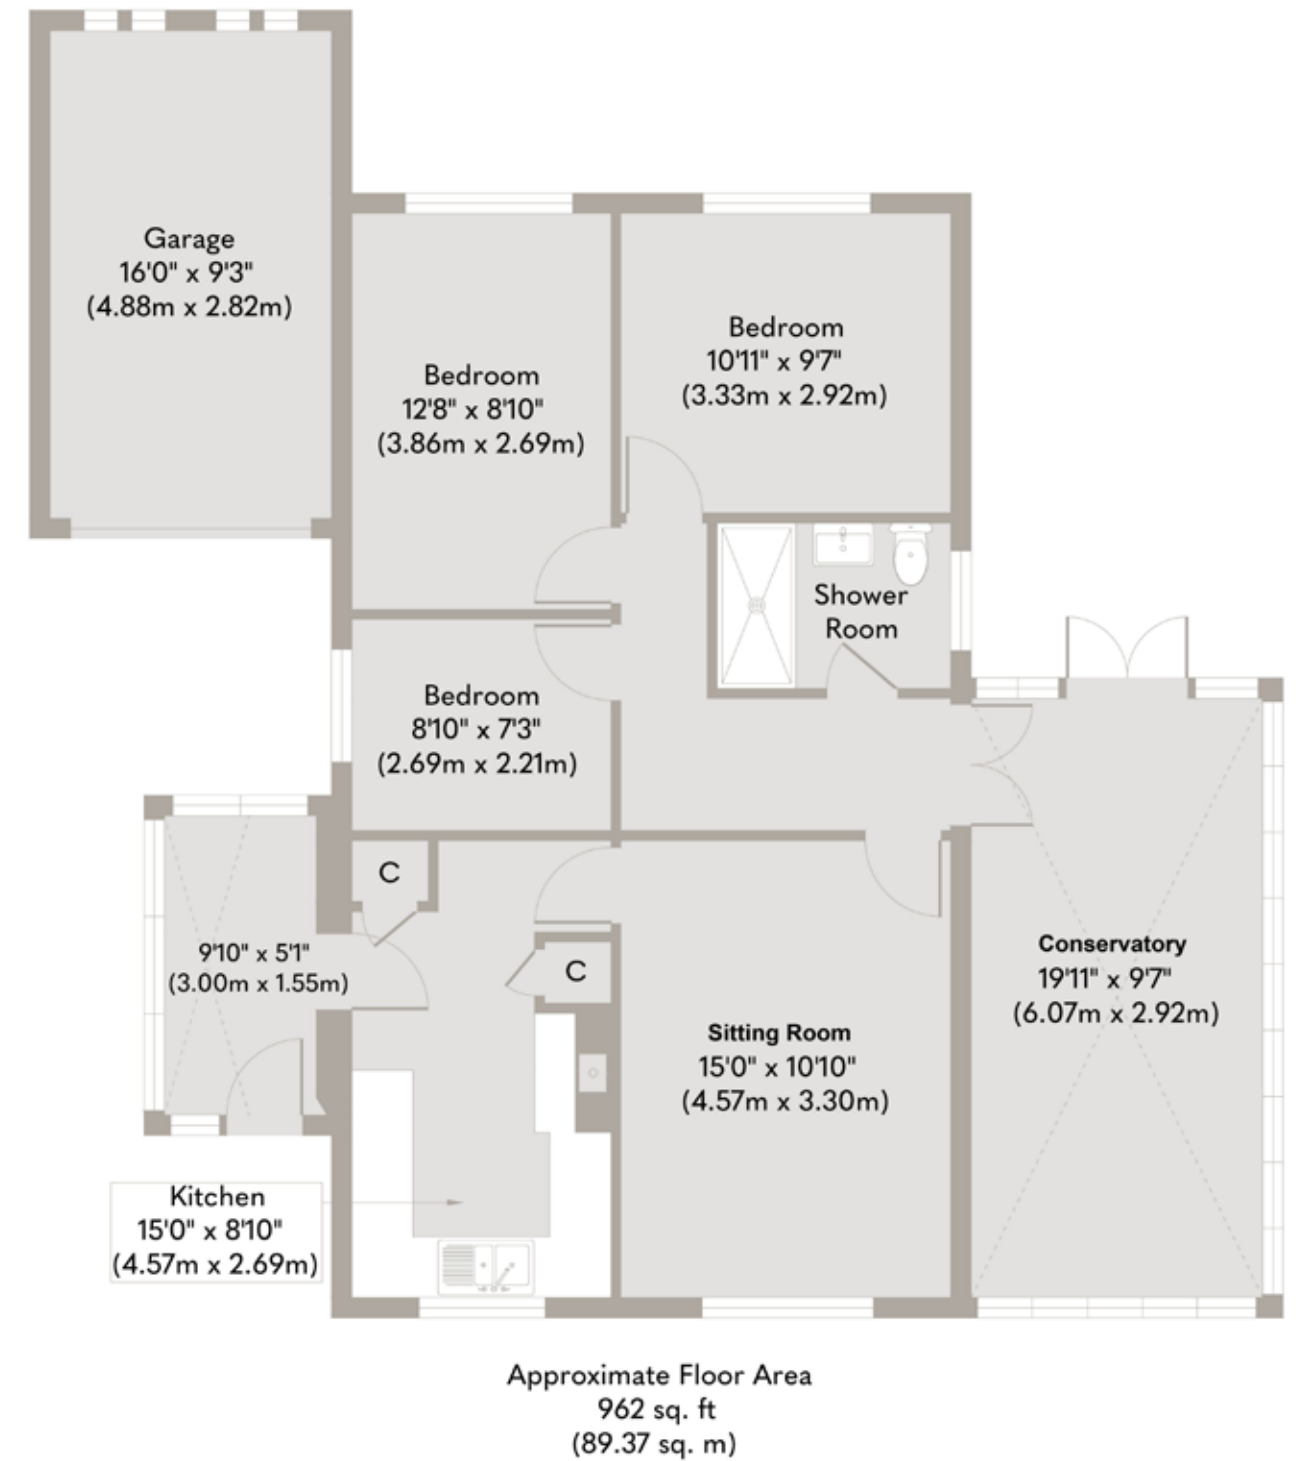 Garage
16'0" x 9'3"
(4.88m x 2.82m)
Bedroom
12'8" x 8'10"
(3.86m x 2.69m)
Bedroom
10'11" x 9'7"
(3.33m x 2.92m)
Shower
Room
Bedroom
8'10" x 7'3"
(2.69m x 2.21m)
C
9'10" x 5'1"
(3.00m x 1.55m)
C
Conservatory
19'11" x 9'7"
(6.07m x 2.92m)
Sitting Room
15'0" x 10'10"
(4.57m x 3.30m)
Kitchen
15'0" x 8'10"
(4.57m x 2.69m)
Approximate Floor Area
962 sq. ft
(89.37 sq. m)